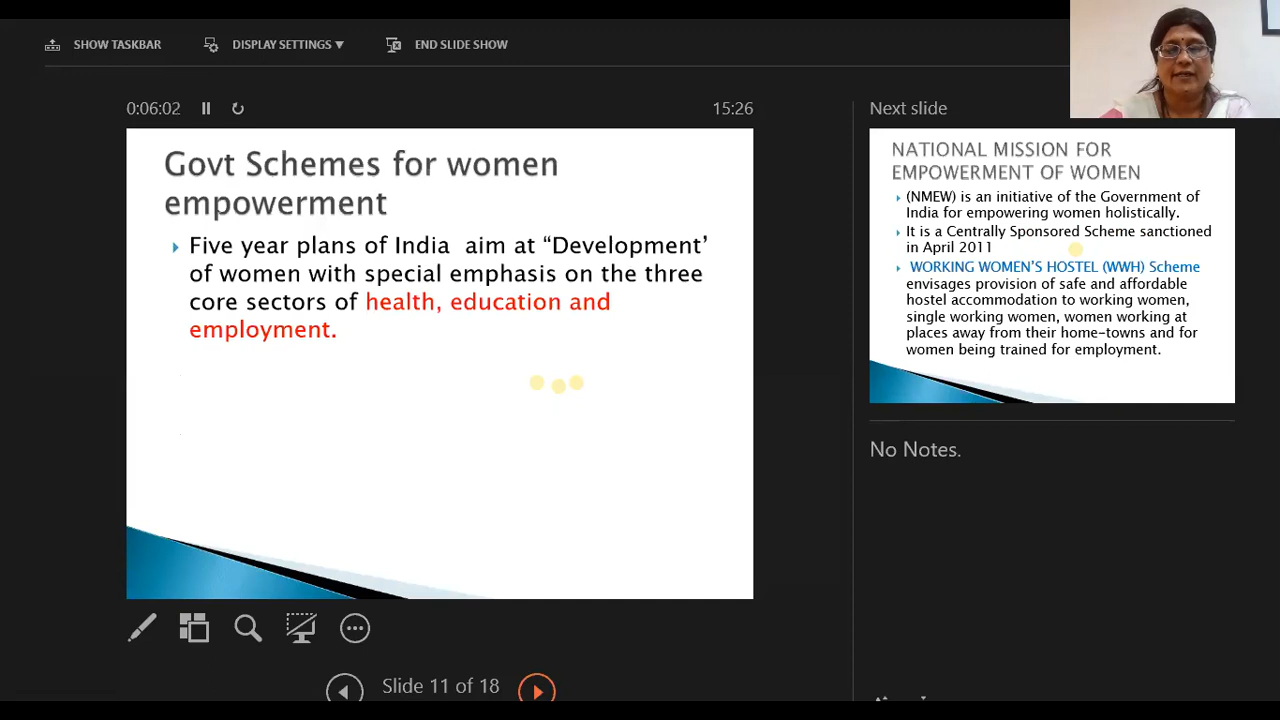 SHOW TASKBAR
DISPLAY SETTINGS ▼
END SLIDE SHOW
0:06:02
15:26
Govt Schemes for women
empowerment
Five year plans of India aim at “Development’
of women with special emphasis on the three
core sectors of health, education and
employment.
Next slide
NATIONAL MISSION FOR
EMPOWERMENT OF WOMEN
(NMEW) is an initiative of the Government of
India for empowering women holistically.
It is a Centrally Sponsored Scheme sanctioned
in April 2011
WORKING WOMEN’S HOSTEL (WWH) Scheme
envisages provision of safe and affordable
hostel accommodation to working women,
single working women, women working at
places away from their home-towns and for
women being trained for employment.
No Notes.
Slide 11 of 18